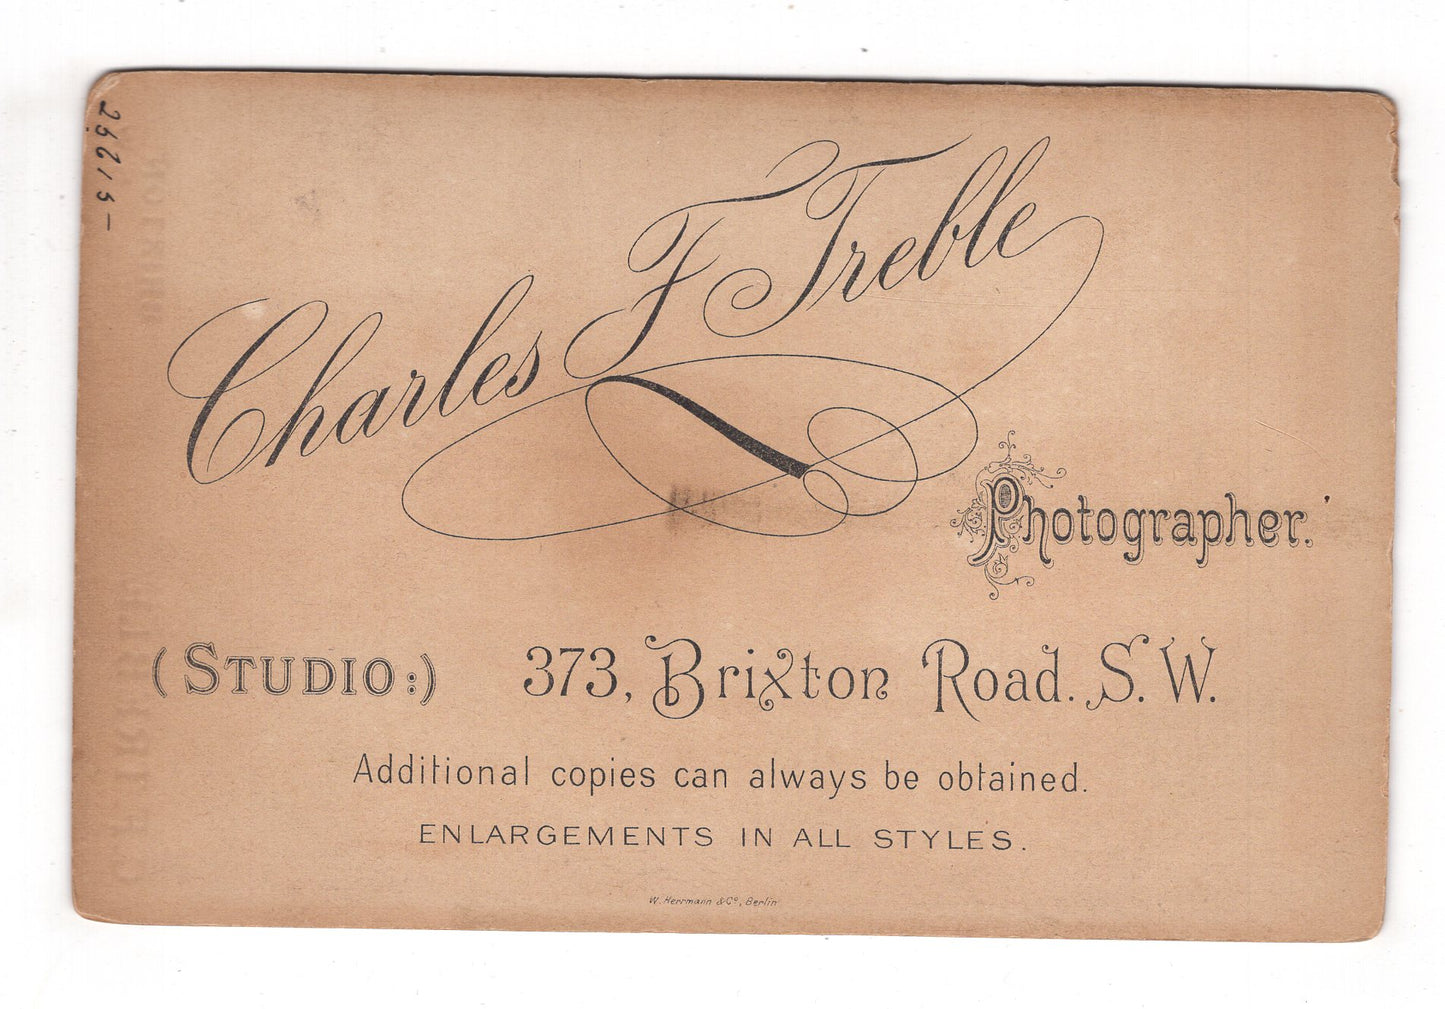 Charles F Treble
Photographer.
(STUDIO:) 373, Brixton Road. S. W.
Additional copies can always be obtained.
ENLARGEMENTS IN ALL STYLES.
W. Herrmann & Co, Berlin